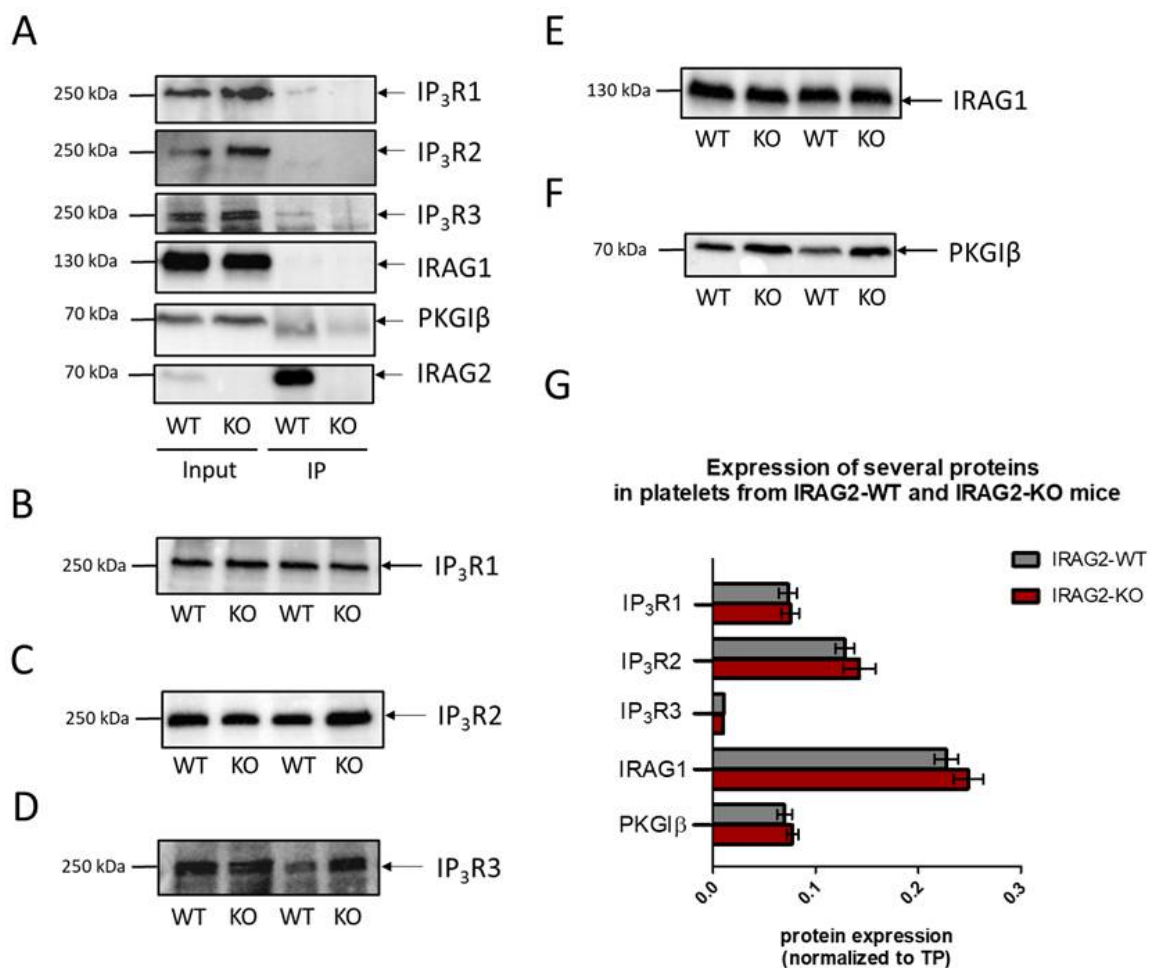 A
250 kDa IP₃R1
250 kDa IP₃R2
250 kDa IP₃R3
130 kDa IRAG1
70 kDa PKGIβ
70 kDa IRAG2
WT KO WT KO
Input IP
B
250 kDa IP₃R1
WT KO WT KO
C
250 kDa IP₃R2
WT KO WT KO
D
250 kDa IP₃R3
WT KO WT KO
E
130 kDa IRAG1
WT KO WT KO
F
70 kDa PKGIβ
WT KO WT KO
G
Expression of several proteins
in platelets from IRAG2-WT and IRAG2-KO mice
IRAG2-WT
IRAG2-KO
IP₃R1
IP₃R2
IP₃R3
IRAG1
PKGIβ
0.0 0.1 0.2 0.3
protein expression
(normalized to TP)